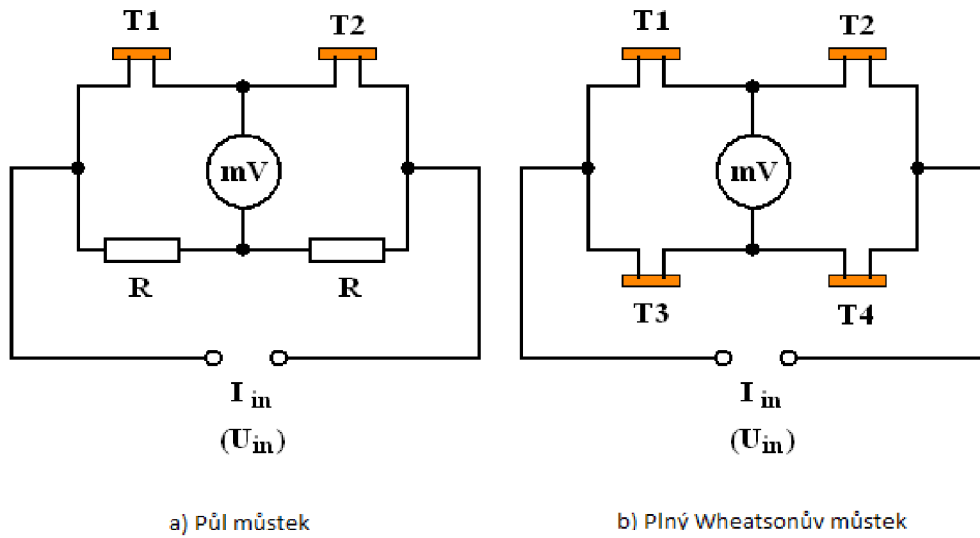 T1 T2
mV
R R
I in
(Uin)
a) Půl můstek
T1 T2
mV
T3 T4
I in
(Uin)
b) Plný Wheatsonův můstek